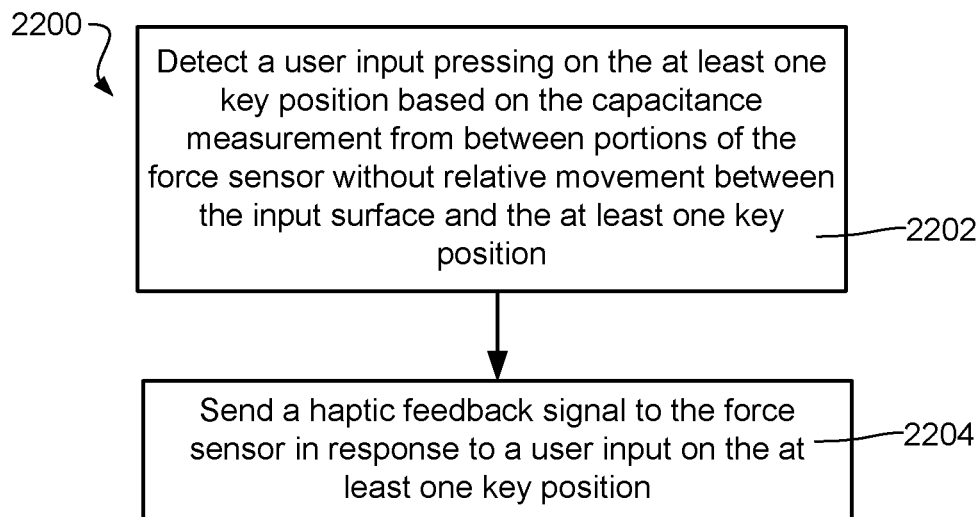 2200
Detect a user input pressing on the at least one
key position based on the capacitance
measurement from between portions of the
force sensor without relative movement between
the input surface and the at least one key
position
2202
Send a haptic feedback signal to the force
sensor in response to a user input on the at
least one key position
2204